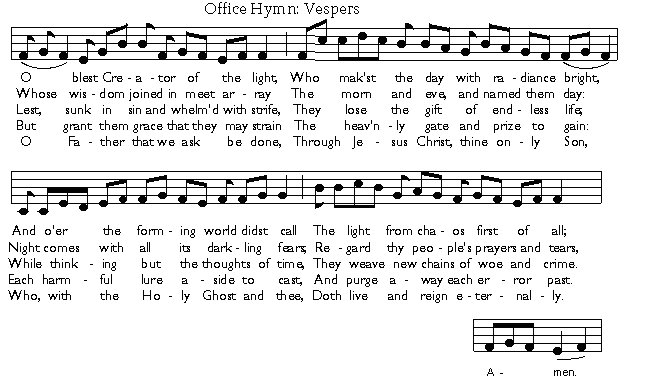 Office Hymn: Vespers
O blest Cre - a - tor of the light, Who mak'st the day with ra - diance bright,
Whose wis - dom joined in meet ar - ray The morn and eve, and named them day:
Lest, sunk in sin and whelm'd with strife, They lose the gift of end - less life;
But grant them grace that they may strain The heav'n - ly gate and prize to gain:
O Fa - ther that we ask be done, Through Je - sus Christ, thine on - ly Son,
And o'er the form - ing world didst call The light from cha - os first of all;
Night comes with all its dark - ling fears; Re - gard thy peo - ple's prayers and tears,
While think - ing but the thoughts of time, They weave new chains of woe and crime.
Each harm - ful lure a - side to cast, And purge a - way each er - ror past.
Who, with the Ho - ly Ghost and thee, Doth live and reign e - ter - nal - ly.
A - men.